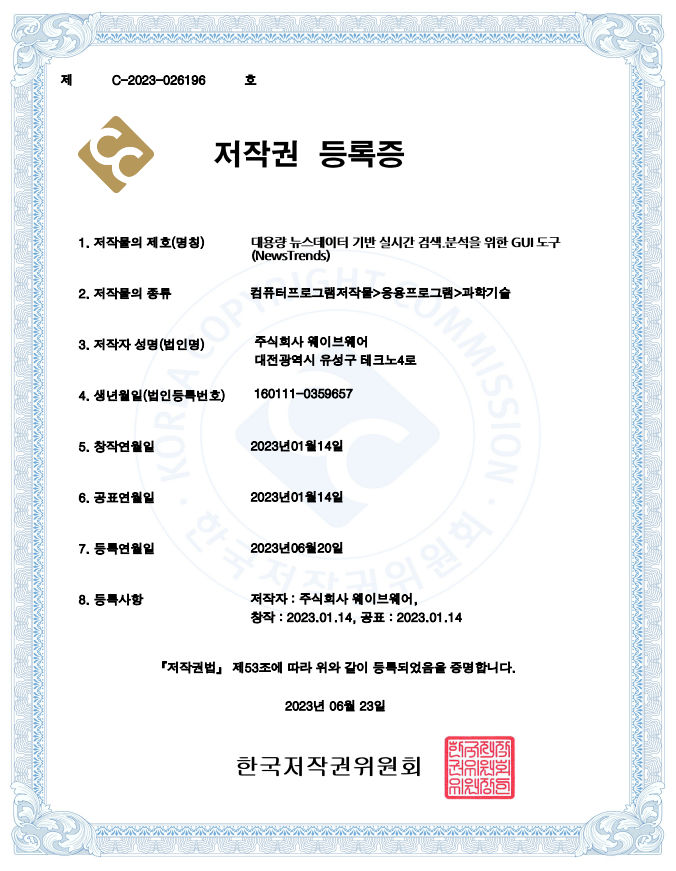 제 C-2023-026196 호
저작권 등록증
1. 저작물의 제호(명칭) 대용량 뉴스데이터 기반 실시간 검색.분석을 위한 GUI 도구
(NewsTrends)
2. 저작물의 종류 컴퓨터프로그램저작물>응용프로그램>과학기술
3. 저작자 성명(법인명) 주식회사 웨이브웨어
대전광역시 유성구 테크노4로
4. 생년월일(법인등록번호) 160111-0359657
5. 창작연월일 2023년01월14일
6. 공표연월일 2023년01월14일
7. 등록연월일 2023년06월20일
8. 등록사항 저작자 : 주식회사 웨이브웨어,
창작 : 2023.01.14, 공표 : 2023.01.14
『저작권법』 제53조에 따라 위와 같이 등록되었음을 증명합니다.
2023년 06월 23일
한국저작권위원회
KOREA COPYRIGHT COMMISSION
한국저작권위원회